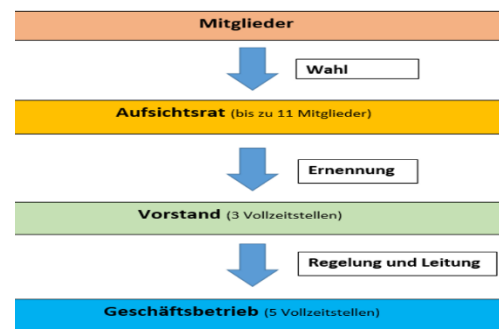 Mitglieder
Wahl
Aufsichtsrat (bis zu 11 Mitglieder)
Ernennung
Vorstand (3 Vollzeitstellen)
Regelung und Leitung
Geschäftsbetrieb (5 Vollzeitstellen)